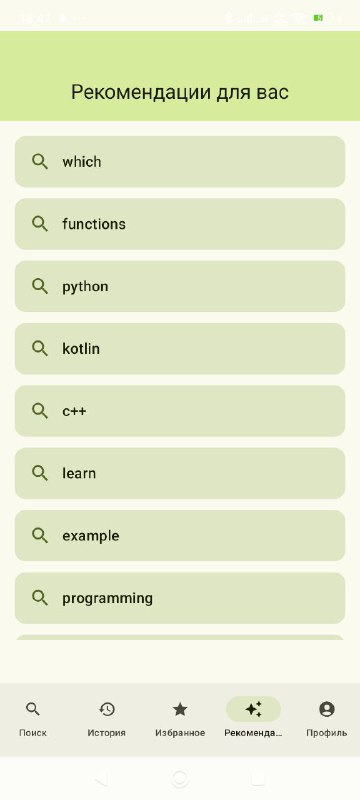 Рекомендации для вас
which
functions
python
kotlin
c++
learn
example
programming
Поиск
История
Избранное
Рекоменда...
Профиль